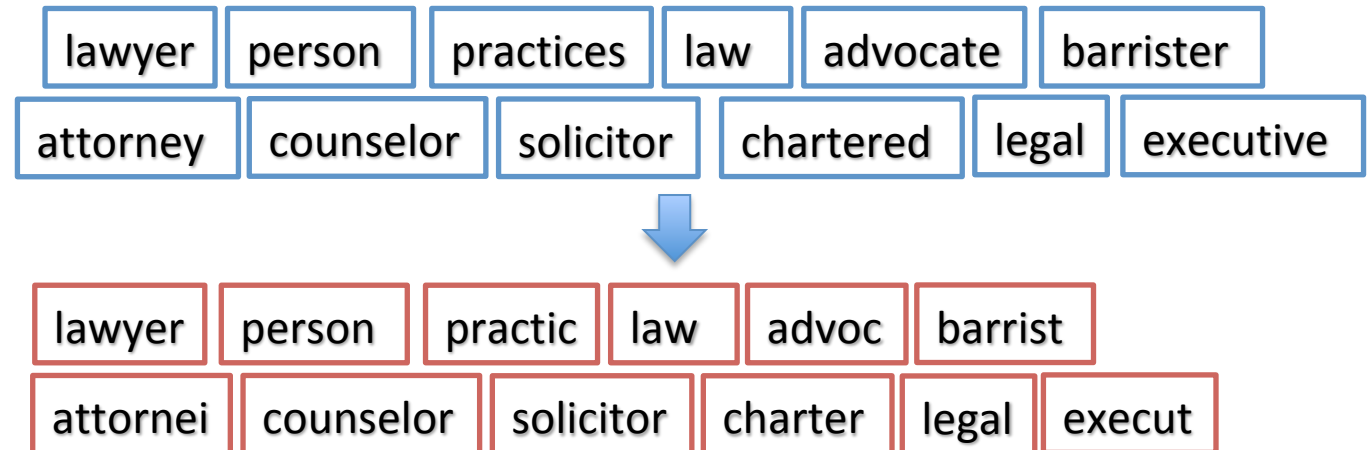 lawyer person practices law advocate barrister
attorney counselor solicitor chartered legal executive
lawyer person practic law advoc barrist
attornei counselor solicitor charter legal execut